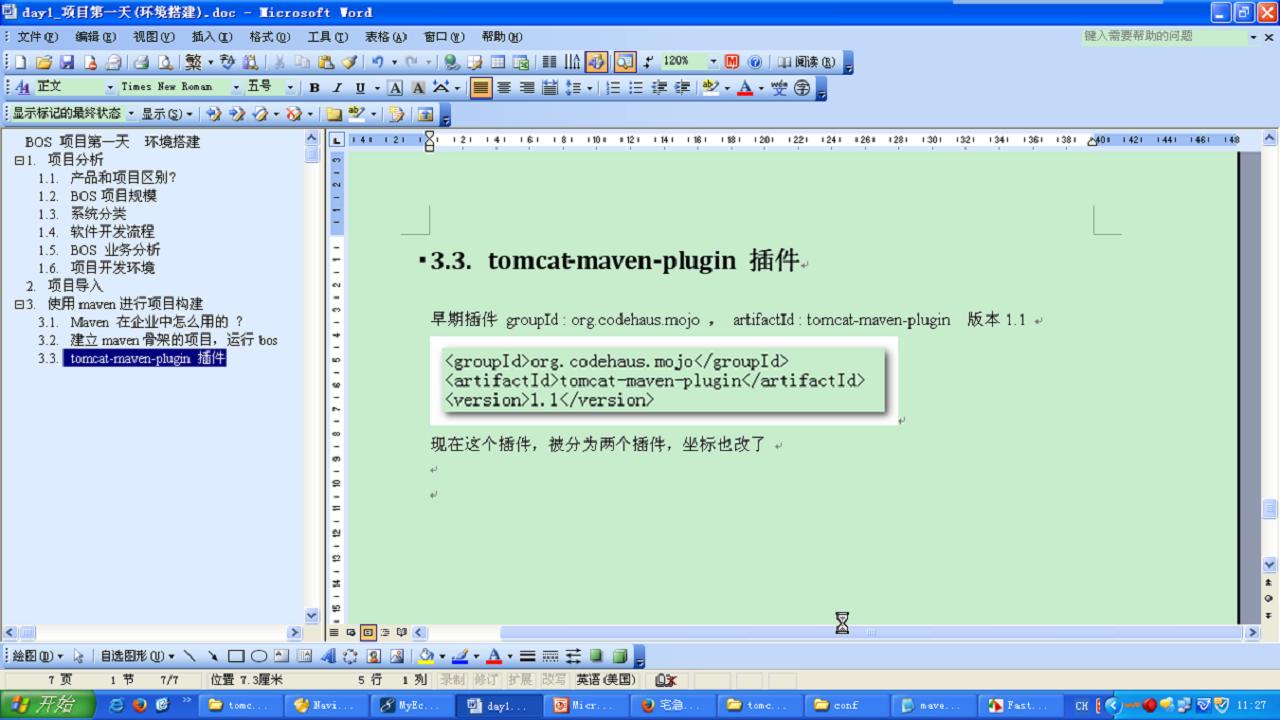 day1_项目第一天(环境搭建).doc - Microsoft Word
文件(F) 编辑(E) 视图(V) 插入(I) 格式(O) 工具(T) 表格(A) 窗口(W) 帮助(H) 键入需要帮助的问题
繁 120% 阅读(R)
正文 Times New Roman 五号 B I U A A A
显示标记的最终状态 显示(S)
BOS 项目第一天 环境搭建
1. 项目分析
1.1. 产品和项目区别?
1.2. BOS 项目规模
1.3. 系统分类
1.4. 软件开发流程
1.5. BOS 业务分析
1.6. 项目开发环境
2. 项目导入
3. 使用 maven 进行项目构建
3.1. Maven 在企业中怎么用的 ?
3.2. 建立 maven 骨架的项目，运行 bos
3.3. tomcat-maven-plugin 插件
3.3. tomcat-maven-plugin 插件
早期插件 groupId : org.codehaus.mojo ， artifactId : tomcat-maven-plugin 版本 1.1
<groupId>org.codehaus.mojo</groupId>
<artifactId>tomcat-maven-plugin</artifactId>
<version>1.1</version>
现在这个插件，被分为两个插件，坐标也改了
绘图(D) 自选图形(U)
7 页 1 节 7/7 位置 7.3厘米 5 行 1 列 录制 修订 扩展 改写 英语(美国)
开始 tomc... Navi... MyEc... day1... Micr... 宅急... tomc... conf mave... Fast... CH 11:27